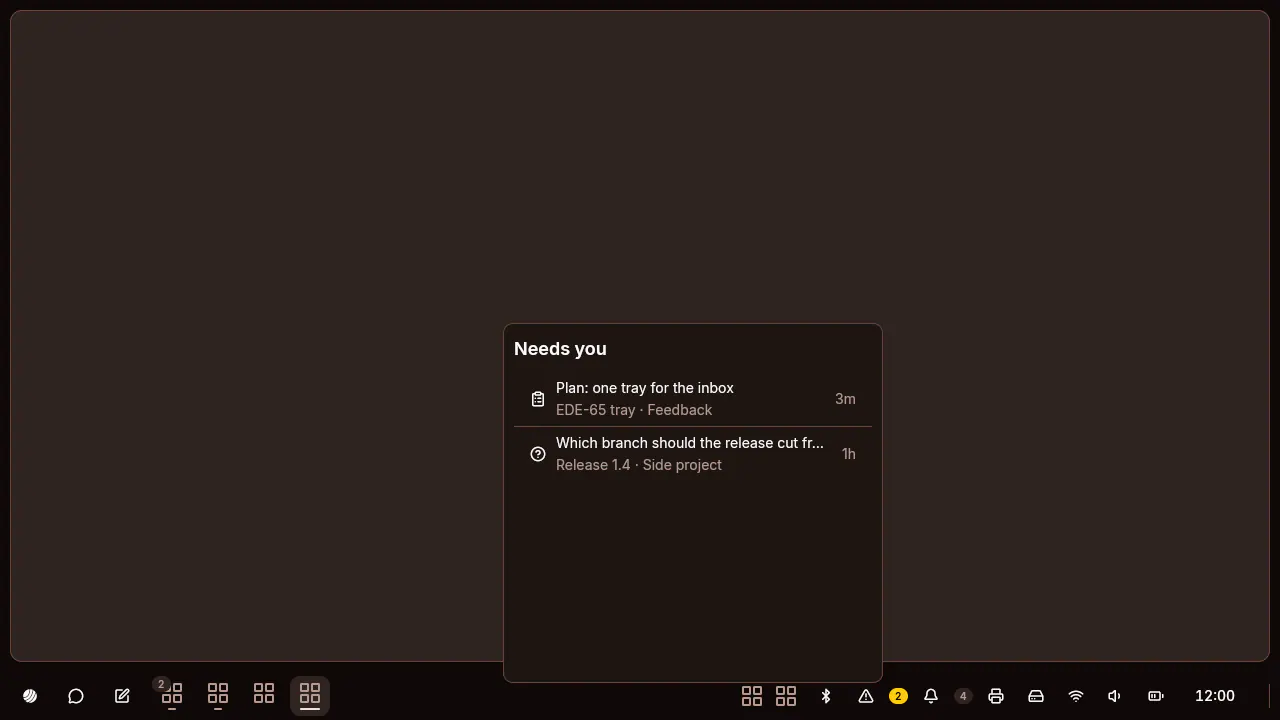 Needs you
Plan: one tray for the inbox
EDE-65 tray · Feedback
3m
Which branch should the release cut fr...
Release 1.4 · Side project
1h
2
2
4
12:00